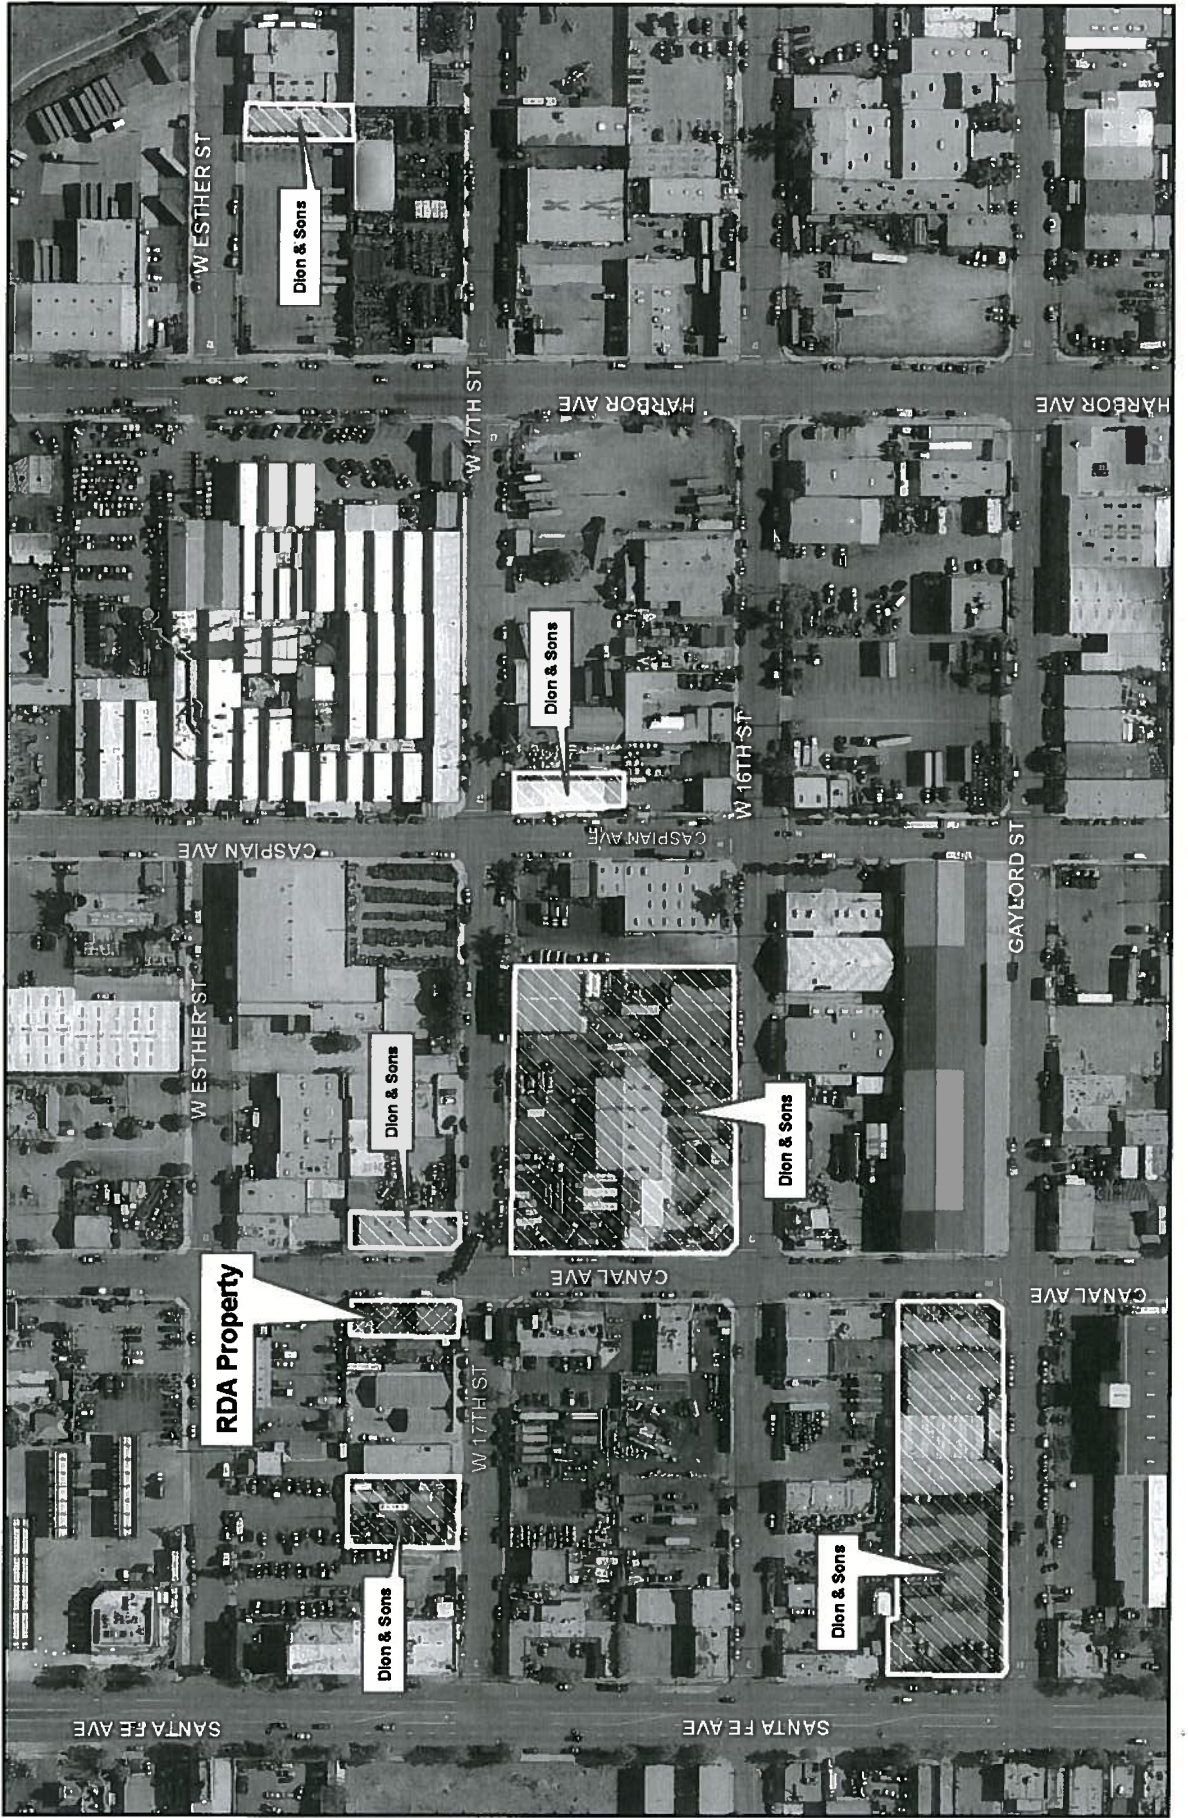 W ESTHER ST
Dion & Sons
W 17TH ST
HARBOR AVE
HARBOR AVE
Dion & Sons
W 16TH ST
CASPIAN AVE
CASPIAN AVE
GAYLORD ST
W ESTHER ST
Dion & Sons
Dion & Sons
RDA Property
CANAL AVE
CANAL AVE
W 17TH ST
Dion & Sons
Dion & Sons
SANTA FE AVE
SANTA FE AVE